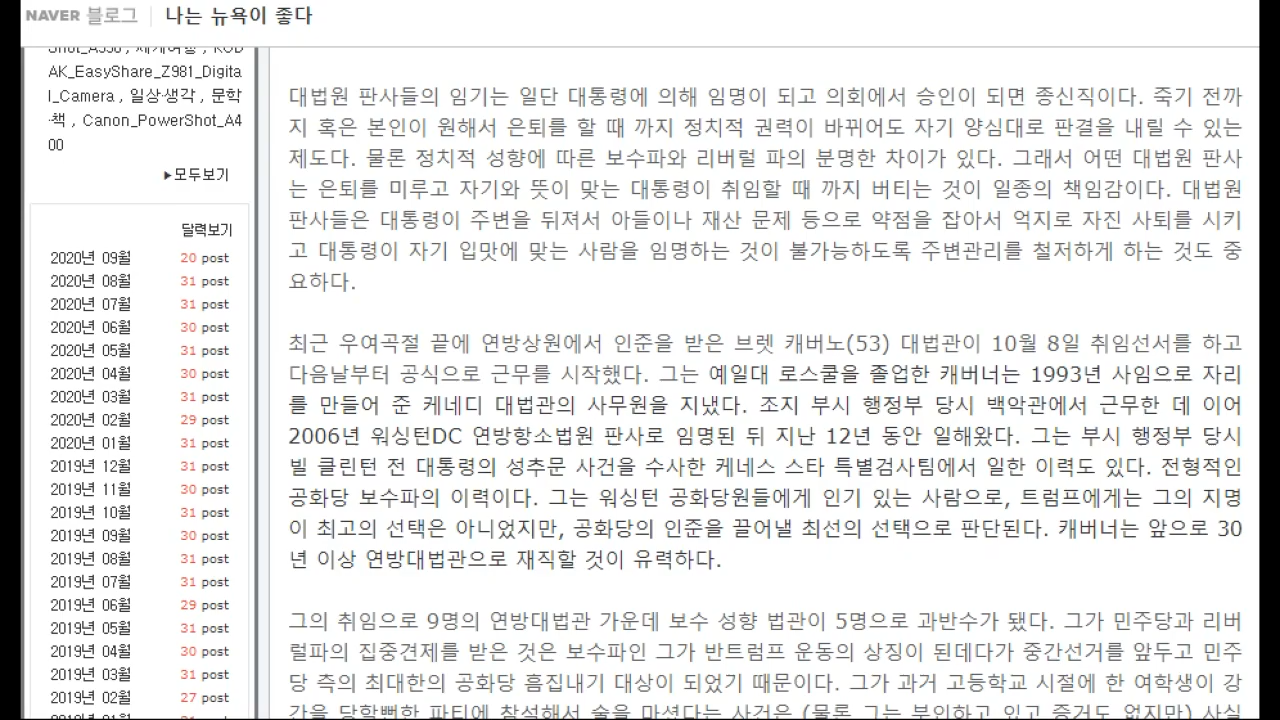 NAVER 블로그 나는 뉴욕이 좋다
Shot_A530 , 세계여행 , KOD
AK_EasyShare_Z981_Digita
l_Camera , 일상·생각 , 문학
·책 , Canon_PowerShot_A4
00
▶모두보기
달력보기
2020년 09월 20 post
2020년 08월 31 post
2020년 07월 31 post
2020년 06월 30 post
2020년 05월 31 post
2020년 04월 30 post
2020년 03월 31 post
2020년 02월 29 post
2020년 01월 31 post
2019년 12월 31 post
2019년 11월 30 post
2019년 10월 31 post
2019년 09월 30 post
2019년 08월 31 post
2019년 07월 31 post
2019년 06월 29 post
2019년 05월 31 post
2019년 04월 30 post
2019년 03월 31 post
2019년 02월 27 post
대법원 판사들의 임기는 일단 대통령에 의해 임명이 되고 의회에서 승인이 되면 종신직이다. 죽기 전까
지 혹은 본인이 원해서 은퇴를 할 때 까지 정치적 권력이 바뀌어도 자기 양심대로 판결을 내릴 수 있는
제도다. 물론 정치적 성향에 따른 보수파와 리버럴 파의 분명한 차이가 있다. 그래서 어떤 대법원 판사
는 은퇴를 미루고 자기와 뜻이 맞는 대통령이 취임할 때 까지 버티는 것이 일종의 책임감이다. 대법원
판사들은 대통령이 주변을 뒤져서 아들이나 재산 문제 등으로 약점을 잡아서 억지로 자진 사퇴를 시키
고 대통령이 자기 입맛에 맞는 사람을 임명하는 것이 불가능하도록 주변관리를 철저하게 하는 것도 중
요하다.
최근 우여곡절 끝에 연방상원에서 인준을 받은 브렛 캐버노(53) 대법관이 10월 8일 취임선서를 하고
다음날부터 공식으로 근무를 시작했다. 그는 예일대 로스쿨을 졸업한 캐버너는 1993년 사임으로 자리
를 만들어 준 케네디 대법관의 사무원을 지냈다. 조지 부시 행정부 당시 백악관에서 근무한 데 이어
2006년 워싱턴DC 연방항소법원 판사로 임명된 뒤 지난 12년 동안 일해왔다. 그는 부시 행정부 당시
빌 클린턴 전 대통령의 성추문 사건을 수사한 케네스 스타 특별검사팀에서 일한 이력도 있다. 전형적인
공화당 보수파의 이력이다. 그는 워싱턴 공화당원들에게 인기 있는 사람으로, 트럼프에게는 그의 지명
이 최고의 선택은 아니었지만, 공화당의 인준을 끌어낼 최선의 선택으로 판단된다. 캐버너는 앞으로 30
년 이상 연방대법관으로 재직할 것이 유력하다.
그의 취임으로 9명의 연방대법관 가운데 보수 성향 법관이 5명으로 과반수가 됐다. 그가 민주당과 리버
럴파의 집중견제를 받은 것은 보수파인 그가 반트럼프 운동의 상징이 된데다가 중간선거를 앞두고 민주
당 측의 최대한의 공화당 흠집내기 대상이 되었기 때문이다. 그가 과거 고등학교 시절에 한 여학생이 강
간을 당할뻔한 파티에 참석해서 술을 마셨다는 사건은 (물론 그는 부인하고 있고 증거도 없지만) 사실